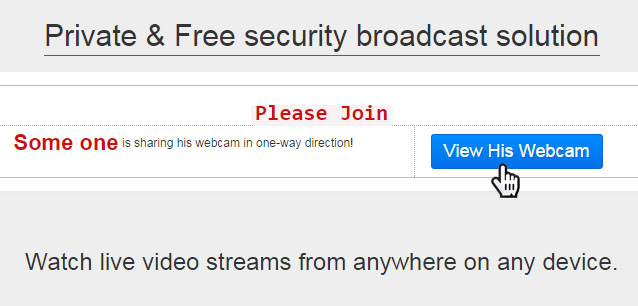 Private & Free security broadcast solution
Please Join
Some one is sharing his webcam in one-way direction!
View His Webcam
Watch live video streams from anywhere on any device.